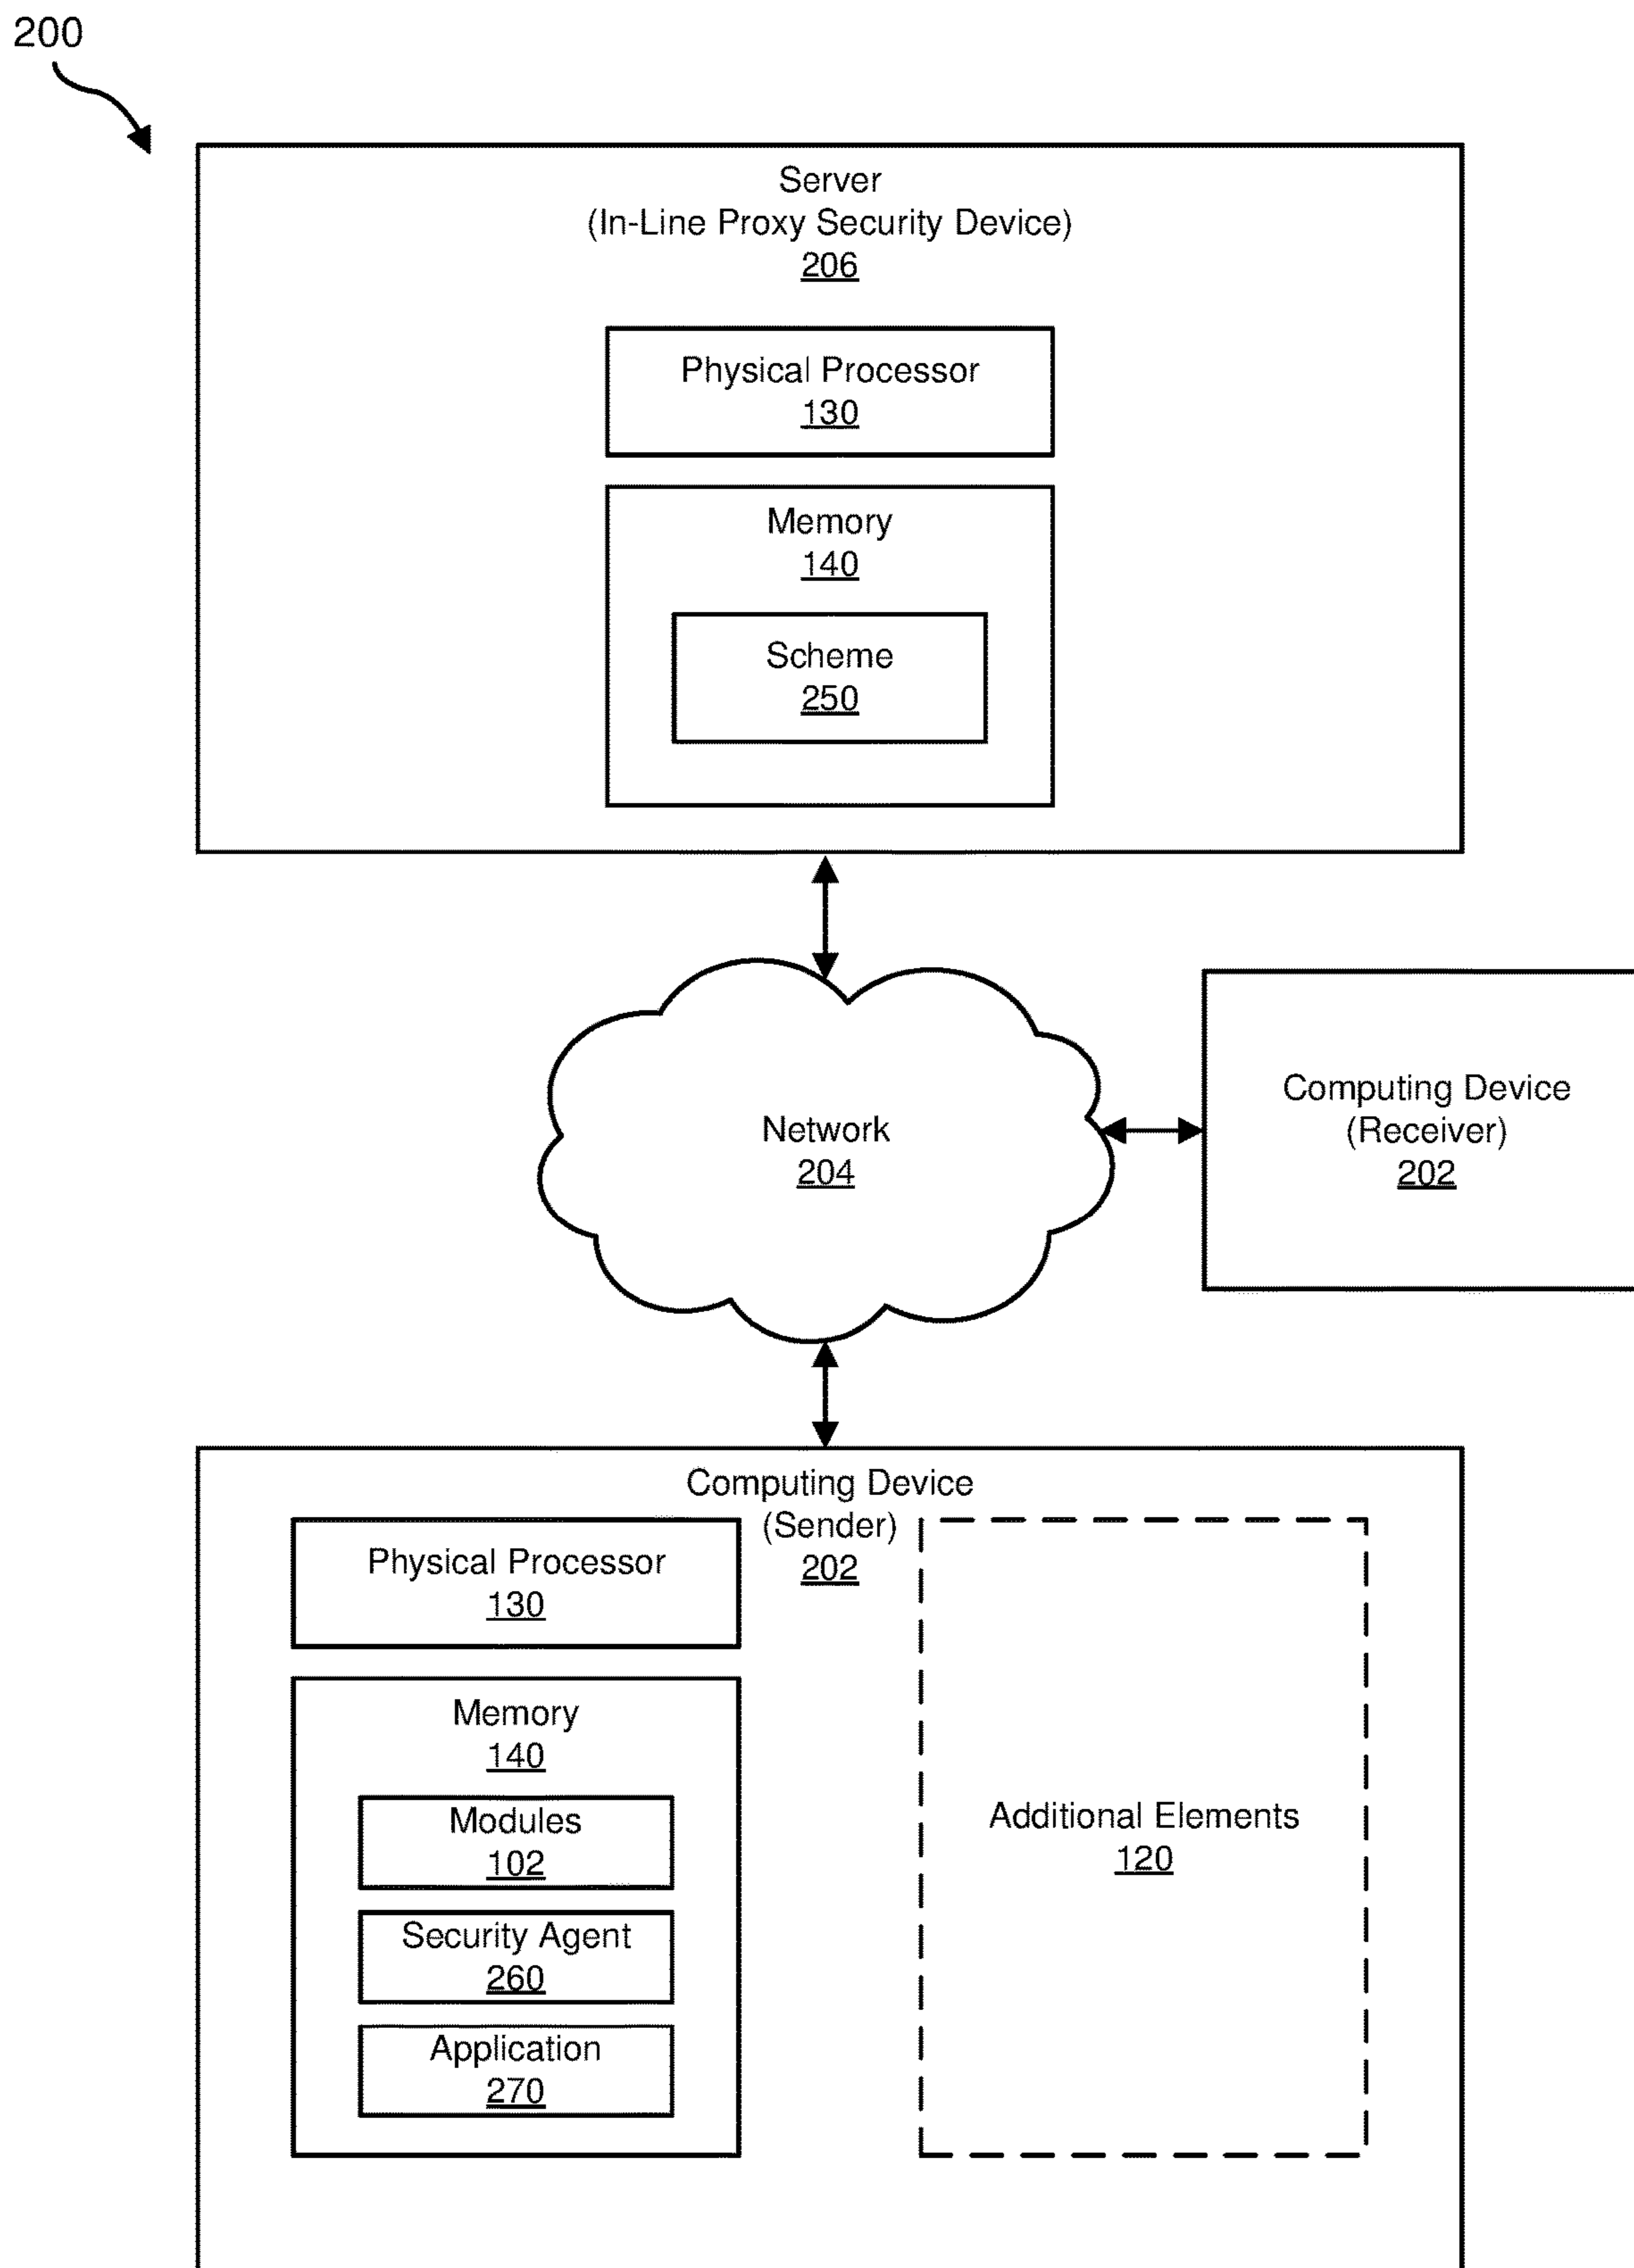 200
Server
(In-Line Proxy Security Device)
206
Physical Processor
130
Memory
140
Scheme
250
Network
204
Computing Device
(Receiver)
202
Computing Device
(Sender)
202
Physical Processor
130
Memory
140
Modules
102
Security Agent
260
Application
270
Additional Elements
120